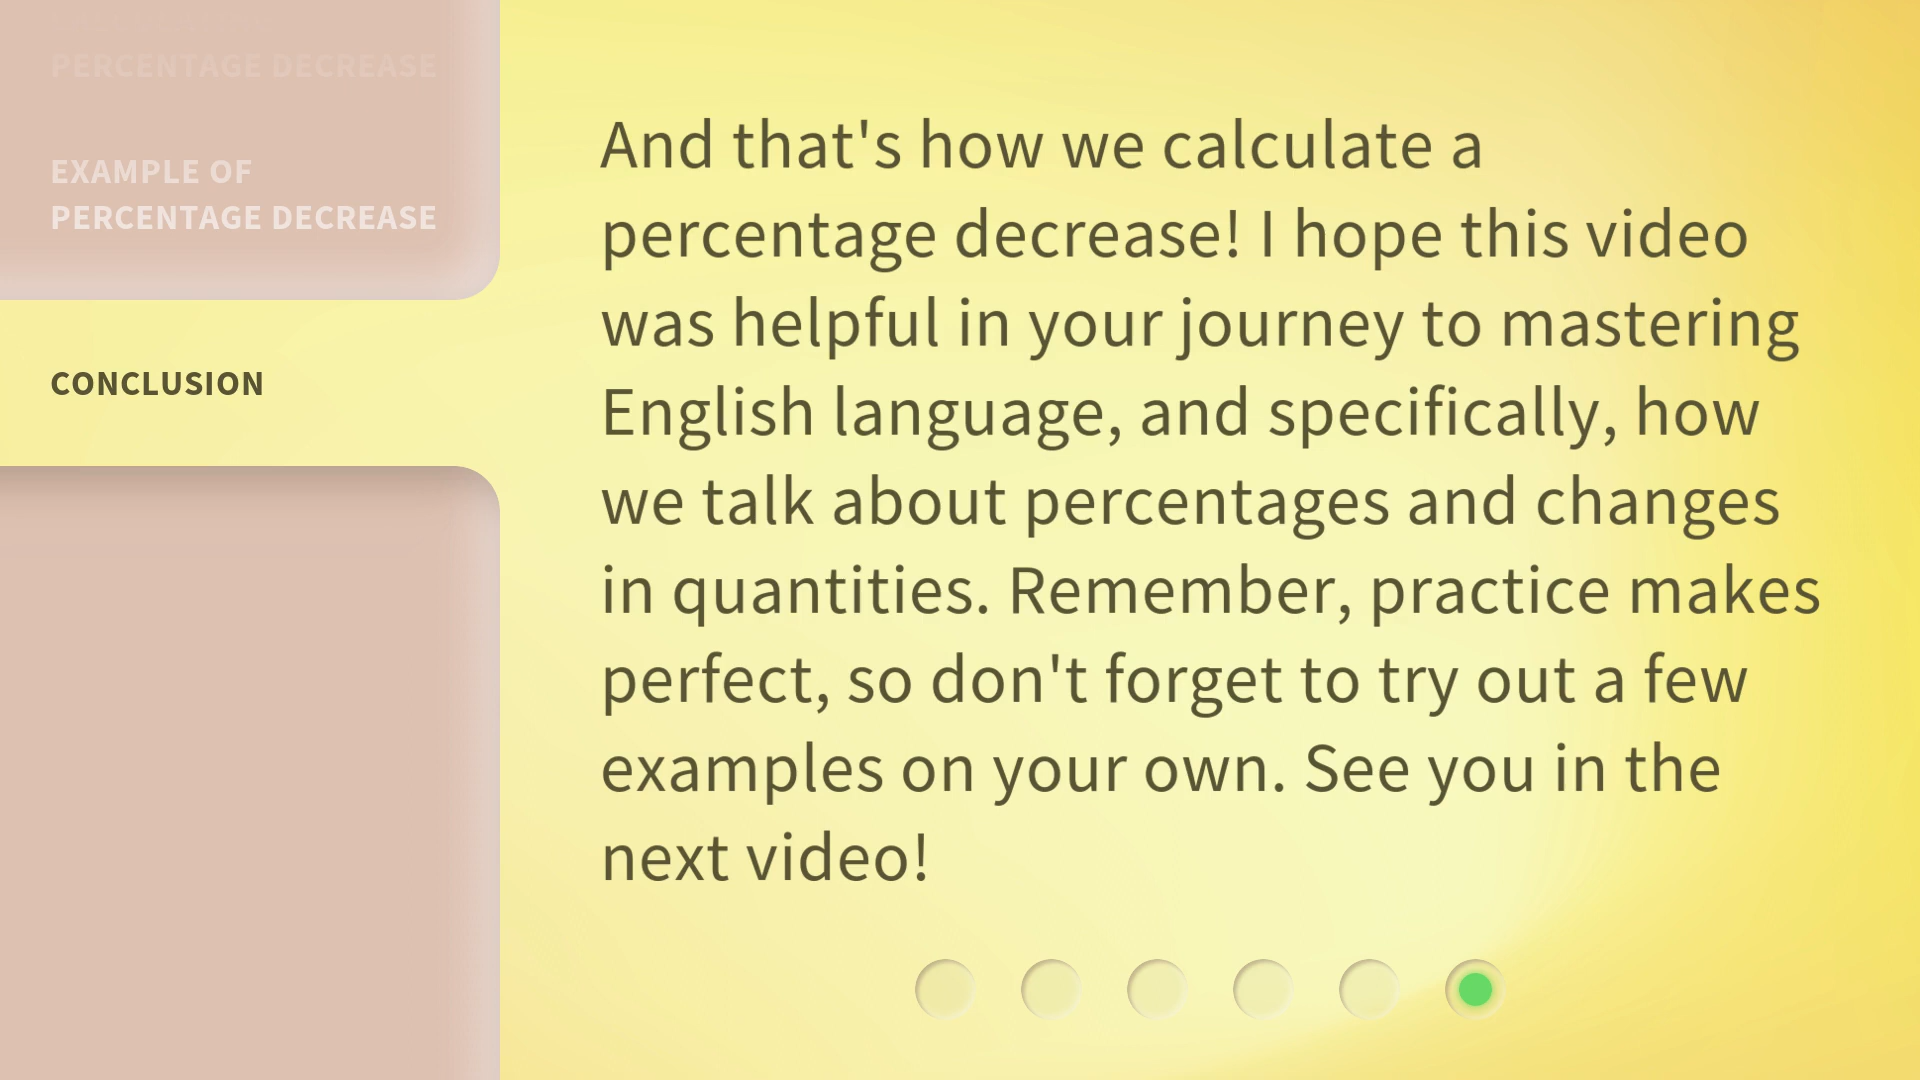 PERCENTAGE DECREASE
EXAMPLE OF
PERCENTAGE DECREASE
CONCLUSION
And that's how we calculate a
percentage decrease! I hope this video
was helpful in your journey to mastering
English language, and specifically, how
we talk about percentages and changes
in quantities. Remember, practice makes
perfect, so don't forget to try out a few
examples on your own. See you in the
next video!